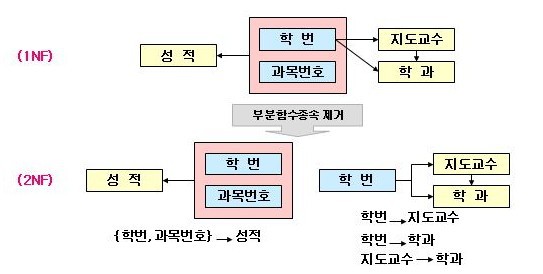 (1NF)
성 적
학 번
과목번호
지도교수
학 과
부분함수종속 제거
(2NF)
성 적
학 번
과목번호
학 번
지도교수
학 과
{학번, 과목번호} → 성적
학번 → 지도교수
학번 → 학과
지도교수 → 학과